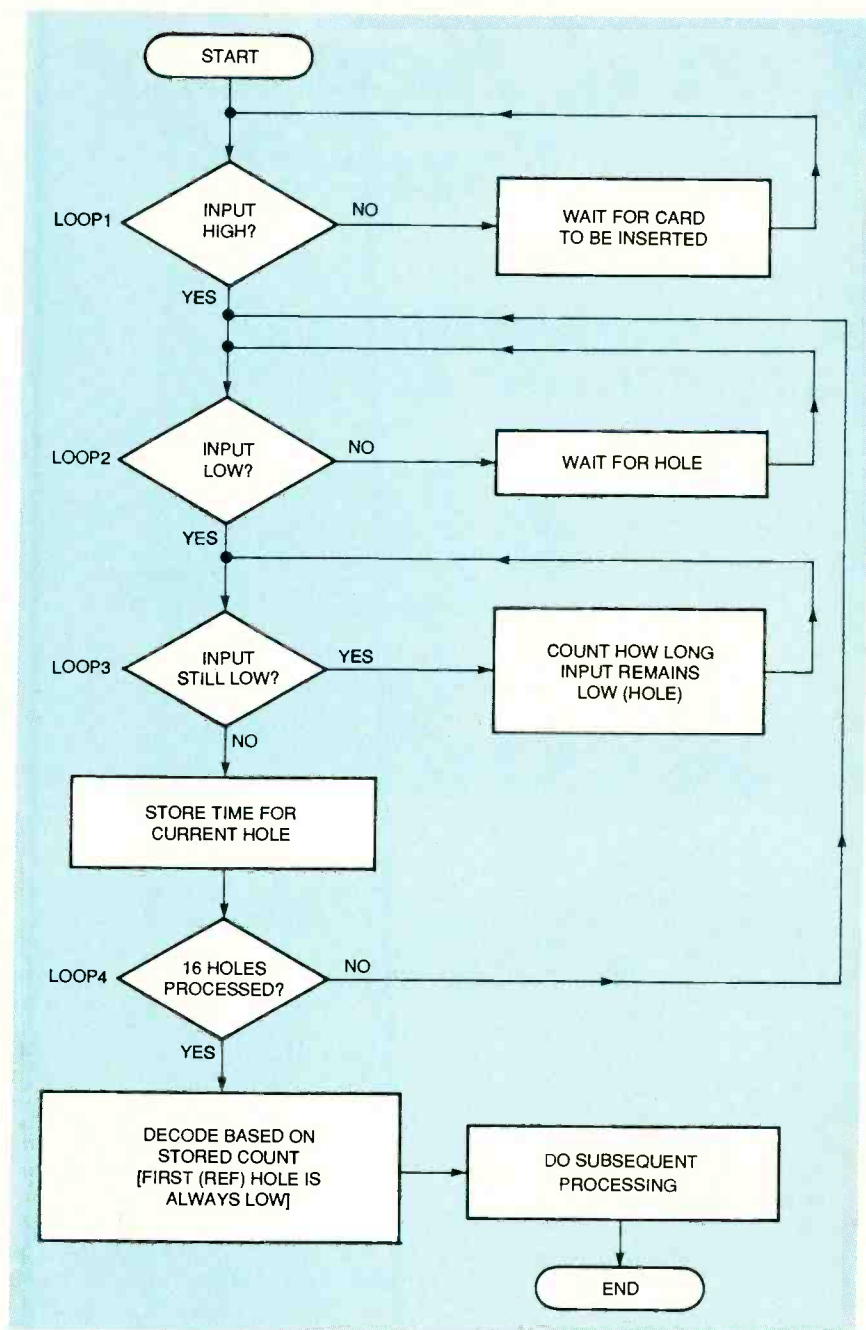 START
LOOP1
INPUT
HIGH?
NO
WAIT FOR CARD
TO BE INSERTED
YES
LOOP2
INPUT
LOW?
NO
WAIT FOR HOLE
YES
LOOP3
INPUT
STILL LOW?
YES
COUNT HOW LONG
INPUT REMAINS
LOW (HOLE)
NO
STORE TIME FOR
CURRENT HOLE
LOOP4
16 HOLES
PROCESSED?
NO
YES
DECODE BASED ON
STORED COUNT
[FIRST (REF) HOLE IS
ALWAYS LOW]
DO SUBSEQUENT
PROCESSING
END